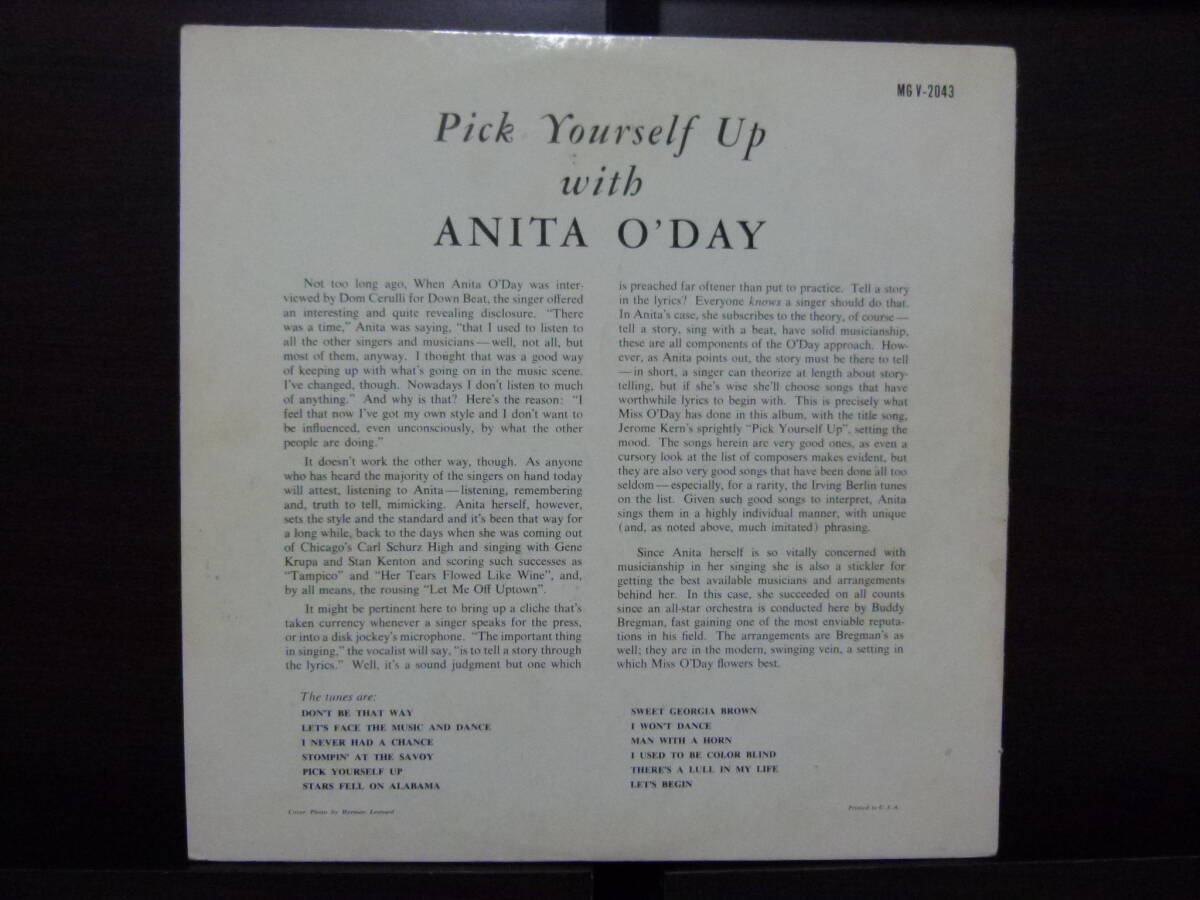 MG V-2043
Pick Yourself Up
with
ANITA O'DAY
Not too long ago, When Anita O'Day was inter-
viewed by Dom Cerulli for Down Beat, the singer offered
an interesting and quite revealing disclosure. "There
was a time," Anita was saying, "that I used to listen to
all the other singers and musicians—well, not all, but
most of them, anyway. I thought that was a good way
of keeping up with what's going on in the music scene.
I've changed, though. Nowadays I don't listen to much
of anything." And why is that? Here's the reason: "I
feel that now I've got my own style and I don't want to
be influenced, even unconsciously, by what the other
people are doing."
It doesn't work the other way, though. As anyone
who has heard the majority of the singers on hand today
will attest, listening to Anita—listening, remembering
and, truth to tell, mimicking. Anita herself, however,
sets the style and the standard and it's been that way for
a long while, back to the days when she was coming out
of Chicago's Carl Schurz High and singing with Gene
Krupa and Stan Kenton and scoring such successes as
"Tampico" and "Her Tears Flowed Like Wine", and,
by all means, the rousing "Let Me Off Uptown".
It might be pertinent here to bring up a cliche that's
taken currency whenever a singer speaks for the press,
or into a disk jockey's microphone. "The important thing
in singing," the vocalist will say, "is to tell a story through
the lyrics." Well, it's a sound judgment but one which
is preached far oftener than put to practice. Tell a story
in the lyrics? Everyone knows a singer should do that.
In Anita's case, she subscribes to the theory, of course—
tell a story, sing with a beat, have solid musicianship,
these are all components of the O'Day approach. How-
ever, as Anita points out, the story must be there to tell
—in short, a singer can theorize at length about story-
telling, but if she's wise she'll choose songs that have
worthwhile lyrics to begin with. This is precisely what
Miss O'Day has done in this album, with the title song,
Jerome Kern's sprightly "Pick Yourself Up", setting the
mood. The songs herein are very good ones, as even a
cursory look at the list of composers makes evident, but
they are also very good songs that have been done all too
seldom—especially, for a rarity, the Irving Berlin tunes
on the list. Given such good songs to interpret, Anita
sings them in a highly individual manner, with unique
(and, as noted above, much imitated) phrasing.
Since Anita herself is so vitally concerned with
musicianship in her singing she is also a stickler for
getting the best available musicians and arrangements
behind her. In this case, she succeeded on all counts
since an all-star orchestra is conducted here by Buddy
Bregman, fast gaining one of the most enviable reputa-
tions in his field. The arrangements are Bregman's as
well; they are in the modern, swinging vein, a setting in
which Miss O'Day flowers best.
The tunes are:
DON'T BE THAT WAY
LET'S FACE THE MUSIC AND DANCE
I NEVER HAD A CHANCE
STOMPIN' AT THE SAVOY
PICK YOURSELF UP
STARS FELL ON ALABAMA
SWEET GEORGIA BROWN
I WON'T DANCE
MAN WITH A HORN
I USED TO BE COLOR BLIND
THERE'S A LULL IN MY LIFE
LET'S BEGIN
Cover Photo by Herman Leonard
Printed in U.S.A.